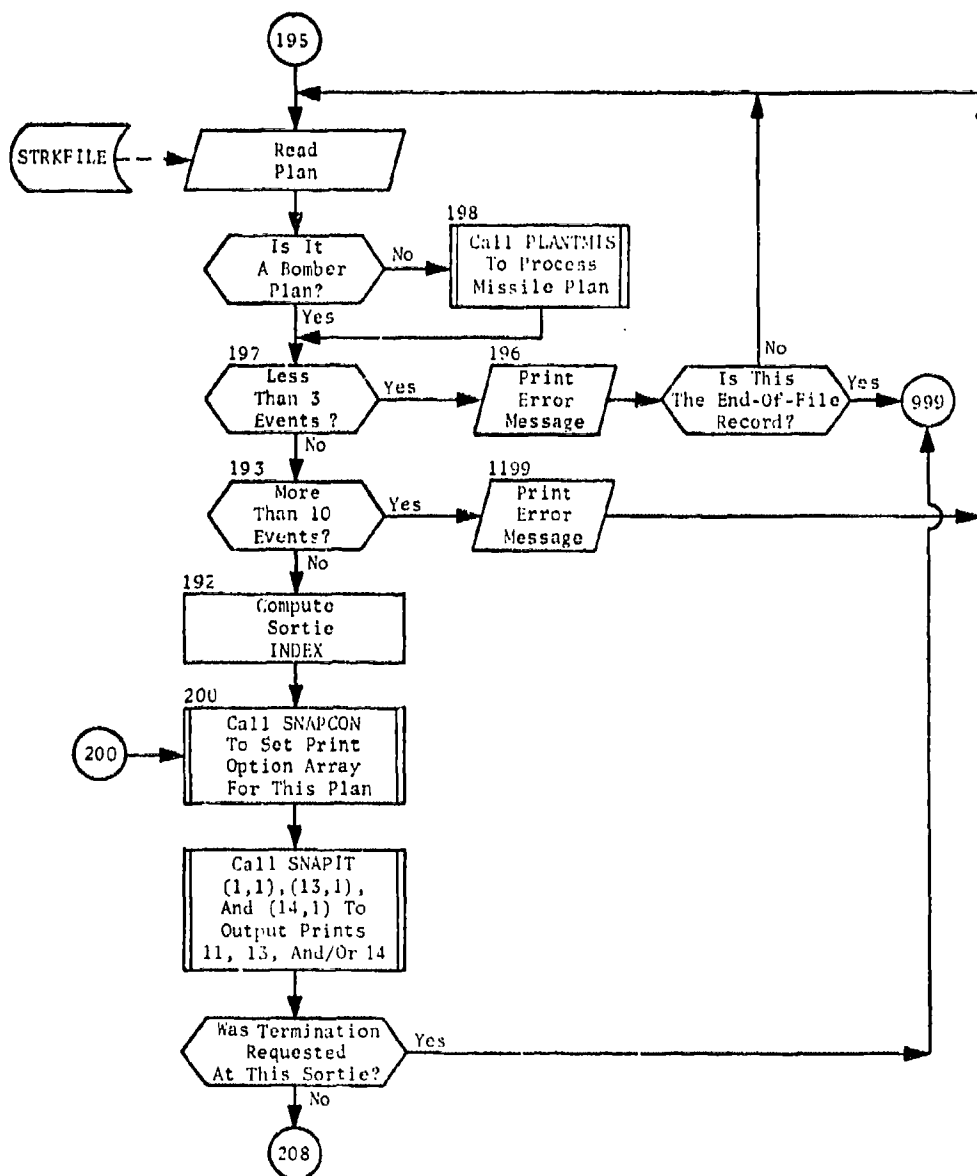 195
STRKFILE
Read
Plan
Is It
A Bomber
Plan?
No
Yes
198
Call PLANTMIS
To Process
Missile Plan
197
Less
Than 3
Events?
Yes
No
196
Print
Error
Message
No
Is This
The End-Of-File
Record?
Yes
999
193
More
Than 10
Events?
Yes
No
1199
Print
Error
Message
192
Compute
Sortie
INDEX
200
200
Call SNAPCON
To Set Print
Option Array
For This Plan
Call SNAPIT
(1,1),(13,1),
And (14,1) To
Output Prints
11, 13, And/Or 14
Was Termination
Requested
At This Sortie?
Yes
No
208